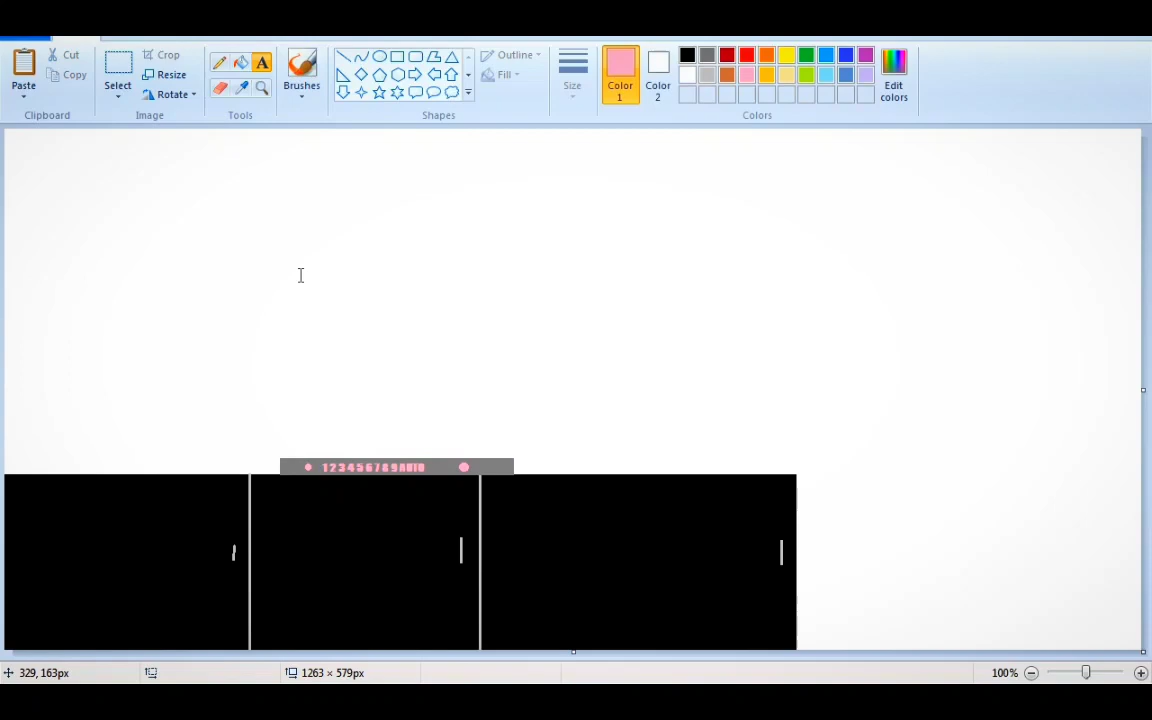 Paste
Cut
Copy
Clipboard
Select
Crop
Resize
Rotate
Image
Tools
Brushes
Shapes
Outline
Fill
Size
Color
1
Color
2
Colors
Edit
colors
123456789
329, 163px
1263 × 579px
100%